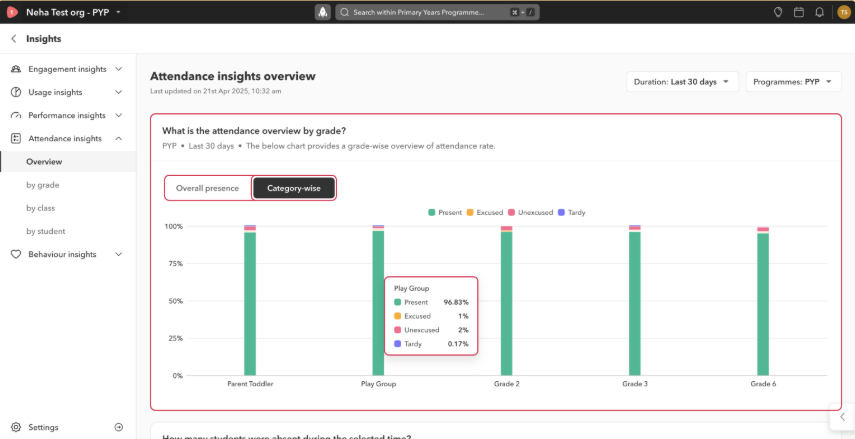 Neha Test org - PYP
Search within Primary Years Programme... ⌘ + /
TS
Insights
Engagement insights
Usage insights
Performance insights
Attendance insights
Overview
by grade
by class
by student
Behaviour insights
Settings
Attendance insights overview
Last updated on 21st Apr 2025, 10:32 am
Duration: Last 30 days
Programmes: PYP
What is the attendance overview by grade?
PYP • Last 30 days • The below chart provides a grade-wise overview of attendance rate.
Overall presence Category-wise
Present Excused Unexcused Tardy
100%
75%
50%
25%
0%
Play Group
Present 96.83%
Excused 1%
Unexcused 2%
Tardy 0.17%
Parent Toddler Play Group Grade 2 Grade 3 Grade 6
How many students were absent during the selected time?